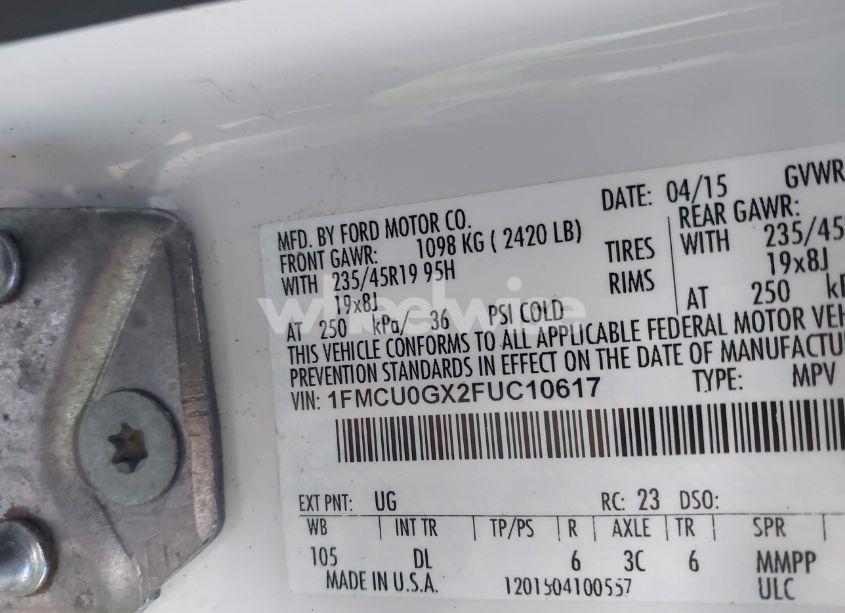 DATE: 04/15 GVWR
MFD. BY FORD MOTOR CO.
FRONT GAWR: 1098 KG ( 2420 LB) REAR GAWR:
WITH 235/45R19 95H TIRES WITH 235/45
19x8J RIMS 19x8J
AT 250 kPa/ 36 PSI COLD AT 250
THIS VEHICLE CONFORMS TO ALL APPLICABLE FEDERAL MOTOR VEH
PREVENTION STANDARDS IN EFFECT ON THE DATE OF MANUFACTU
VIN: 1FMCU0GX2FUC10617 TYPE: MPV
EXT PNT: UG RC: 23 DSO:
WB INT TR TP/PS R AXLE TR SPR
105 DL 6 3C 6 MMPP
MADE IN U.S.A. 1201504100557 ULC
wheelwise